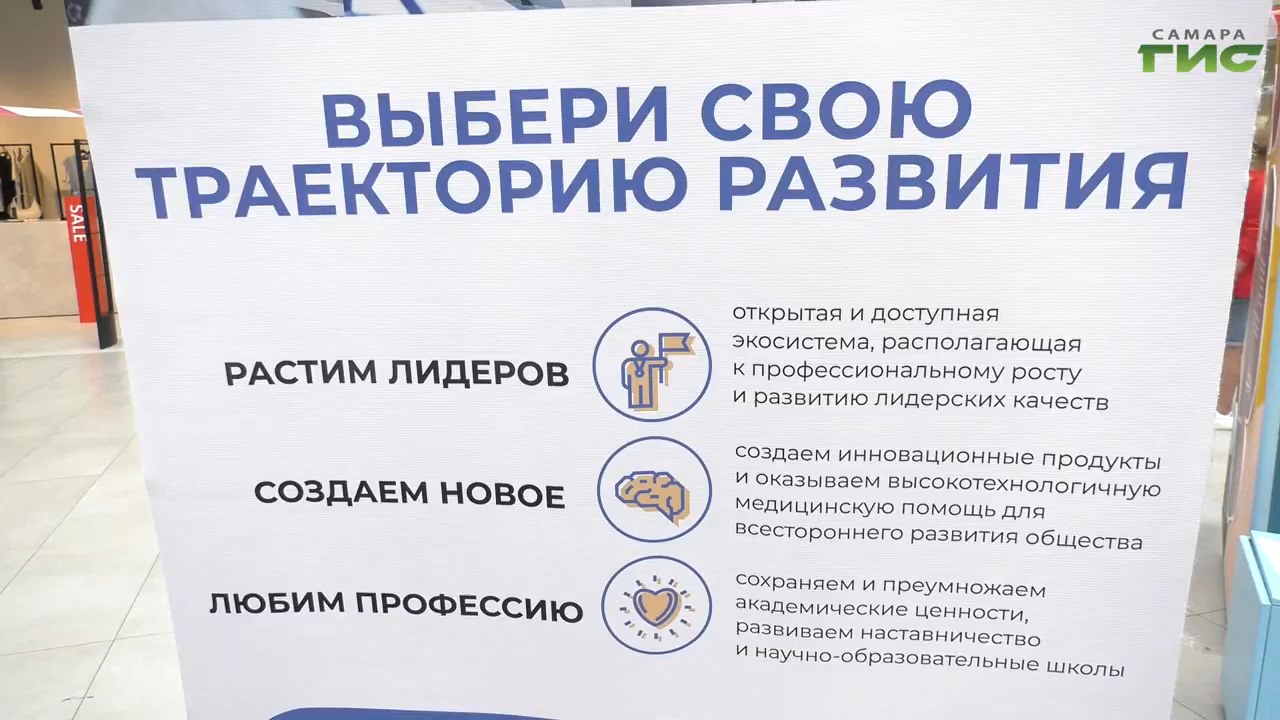 САМАРА
ГИС
ВЫБЕРИ СВОЮ
ТРАЕКТОРИЮ РАЗВИТИЯ
SALE
РАСТИМ ЛИДЕРОВ
открытая и доступная
экосистема, располагающая
к профессиональному росту
и развитию лидерских качеств
СОЗДАЕМ НОВОЕ
создаем инновационные продукты
и оказываем высокотехнологичную
медицинскую помощь для
всестороннего развития общества
ЛЮБИМ ПРОФЕССИЮ
сохраняем и преумножаем
академические ценности,
развиваем наставничество
и научно-образовательные школы